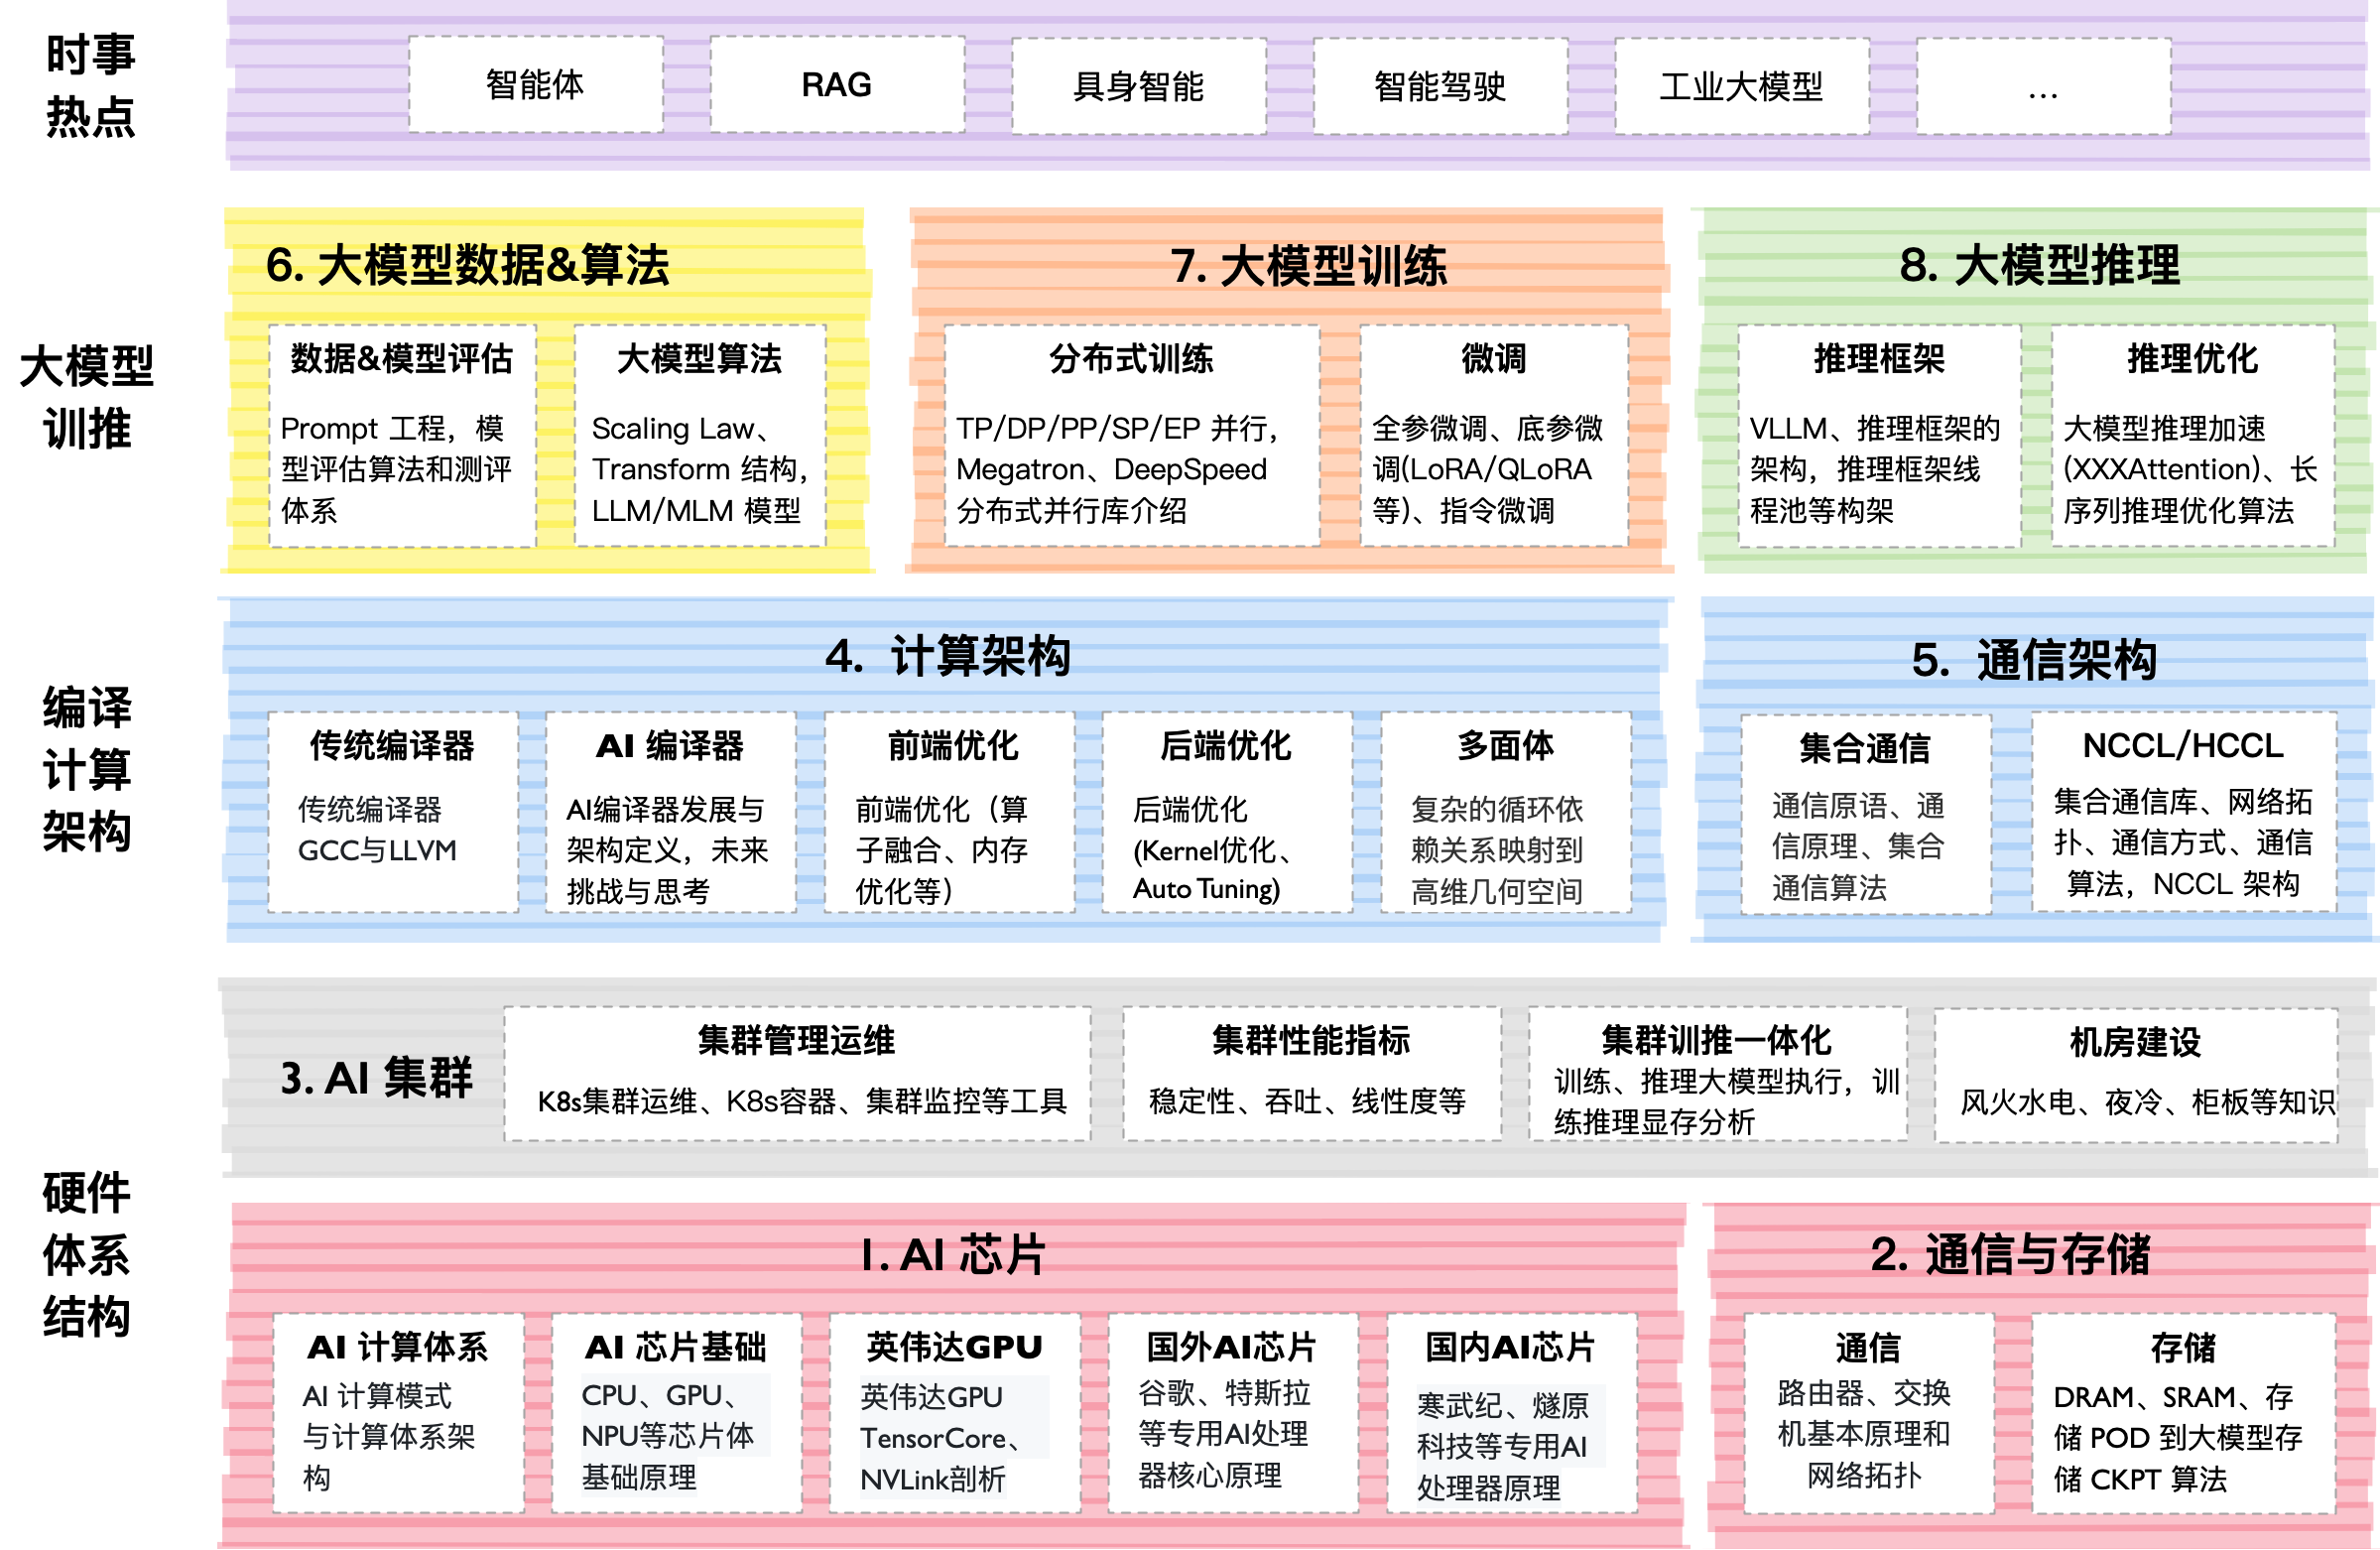 时事
热点
智能体
RAG
具身智能
智能驾驶
工业大模型
...
大模型
训推
6. 大模型数据&算法
数据&模型评估
Prompt 工程，模
型评估算法和测评
体系
大模型算法
Scaling Law、
Transform 结构，
LLM/MLM 模型
7. 大模型训练
分布式训练
TP/DP/PP/SP/EP 并行，
Megatron、DeepSpeed
分布式并行库介绍
微调
全参微调、底参微
调(LoRA/QLoRA
等)、指令微调
8. 大模型推理
推理框架
VLLM、推理框架的
架构，推理框架线
程池等构架
推理优化
大模型推理加速
(XXXAttention)、长
序列推理优化算法
编译
计算
架构
4. 计算架构
传统编译器
传统编译器
GCC与LLVM
AI 编译器
AI编译器发展与
架构定义，未来
挑战与思考
前端优化
前端优化（算
子融合、内存
优化等）
后端优化
后端优化
(Kernel优化、
Auto Tuning)
多面体
复杂的循环依
赖关系映射到
高维几何空间
5. 通信架构
集合通信
通信原语、通
信原理、集合
通信算法
NCCL/HCCL
集合通信库、网络拓
扑、通信方式、通信
算法，NCCL 架构
硬件
体系
结构
3. AI 集群
集群管理运维
K8s集群运维、K8s容器、集群监控等工具
集群性能指标
稳定性、吞吐、线性度等
集群训推一体化
训练、推理大模型执行，训
练推理显存分析
机房建设
风火水电、夜冷、柜板等知识
1. AI 芯片
AI 计算体系
AI 计算模式
与计算体系架
构
AI 芯片基础
CPU、GPU、
NPU等芯片体
基础原理
英伟达GPU
英伟达GPU
TensorCore、
NVLink剖析
国外AI芯片
谷歌、特斯拉
等专用AI处理
器核心原理
国内AI芯片
寒武纪、燧原
科技等专用AI
处理器原理
2. 通信与存储
通信
路由器、交换
机基本原理和
网络拓扑
存储
DRAM、SRAM、存
储 POD 到大模型存
储 CKPT 算法